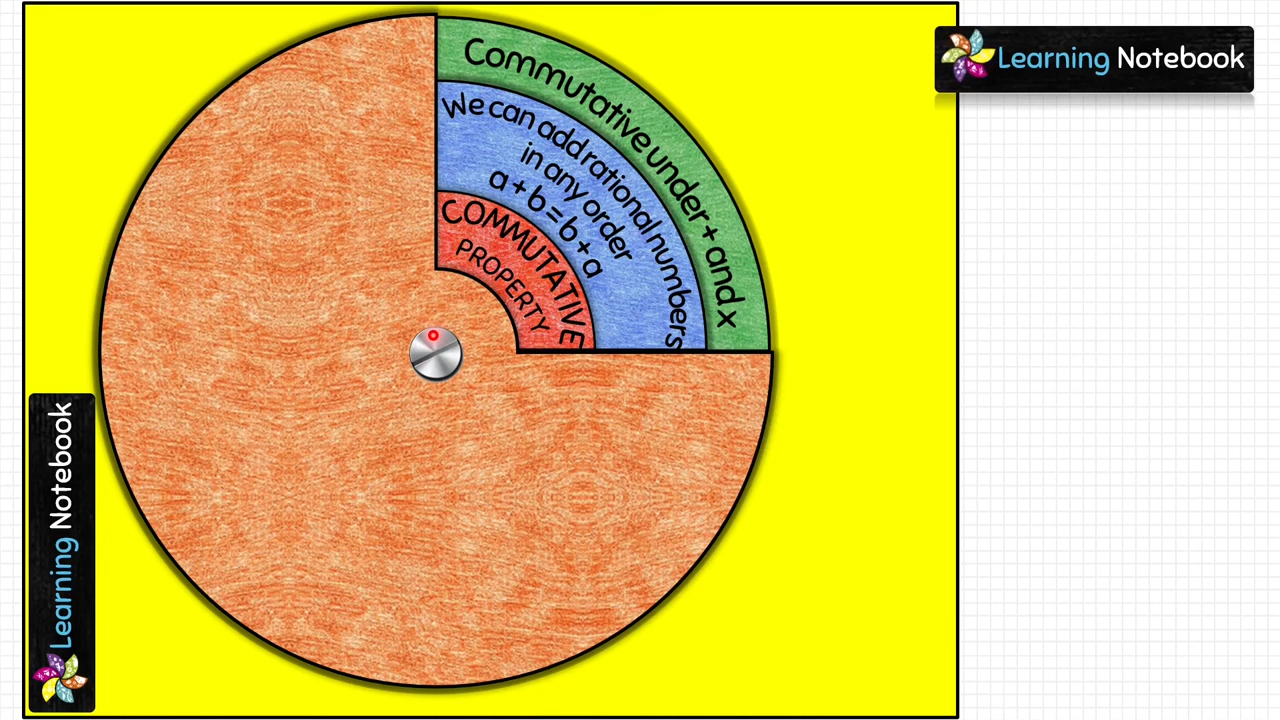 Commutative under + and x
We can add rational numbers
in any order
a + b = b + a
COMMUTATIVE
PROPERTY
Learning Notebook
Learning Notebook